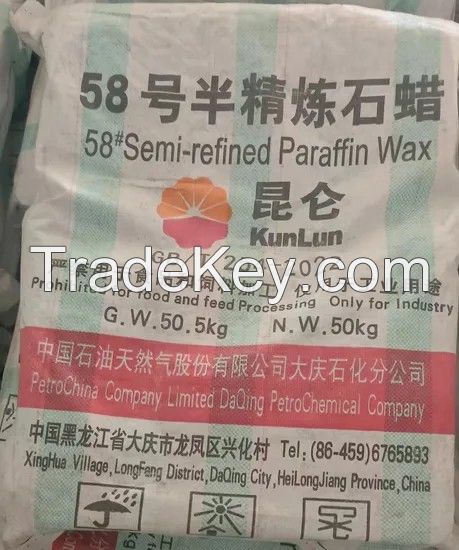 58号半精炼石蜡
58#Semi-refined Paraffin Wax
昆仑
KunLun
TradeKey.com
Prohibited for food and feed Processing Only for Industry
G.W.50.5kg N.W.50kg
中国石油天然气股份有限公司大庆石化分公司
PetroChina Company Limited DaQing PetroChemical Company
中国黑龙江省大庆市龙凤区兴化村 Tel:(86-459)6765893
XingHua Village,LongFang District,DaQing City,HeiLongJiang Province,China